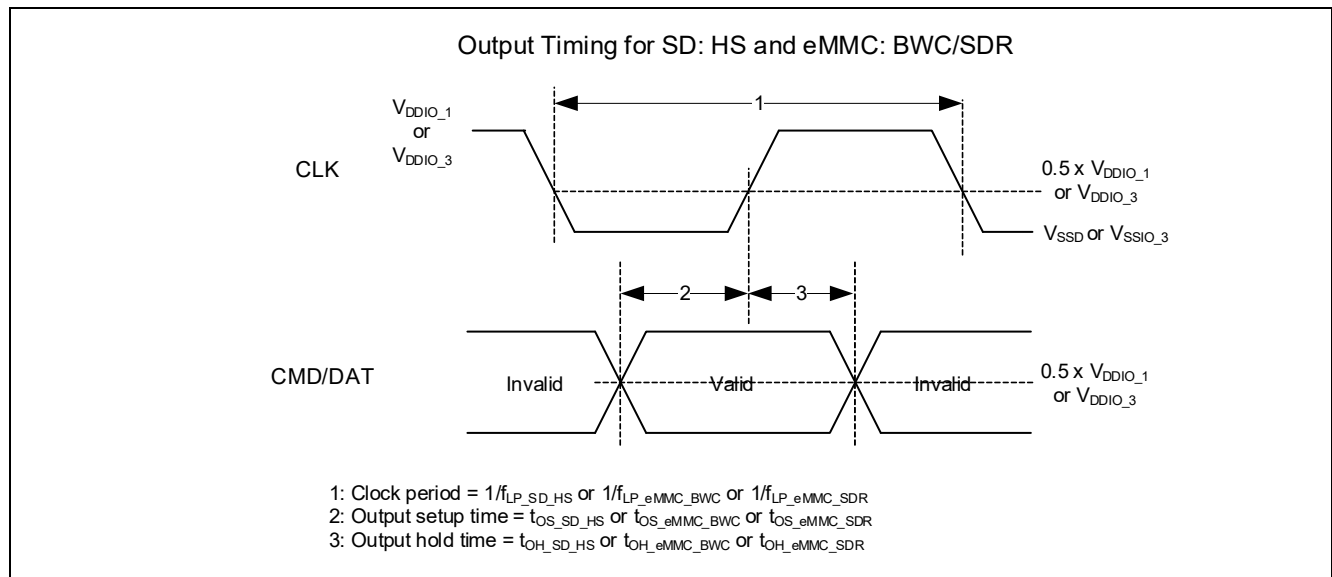 Output Timing for SD: HS and eMMC: BWC/SDR
1
VDDIO_1
or
VDDIO_3
CLK
0.5 x VDDIO_1
or VDDIO_3
VSSD or VSSIO_3
2
3
CMD/DAT
Invalid
Valid
Invalid
0.5 x VDDIO_1
or VDDIO_3
1: Clock period = 1/fLP_SD_HS or 1/fLP_eMMC_BWC or 1/fLP_eMMC_SDR
2: Output setup time = tOS_SD_HS or tOS_eMMC_BWC or tOS_eMMC_SDR
3: Output hold time = tOH_SD_HS or tOH_eMMC_BWC or tOH_eMMC_SDR